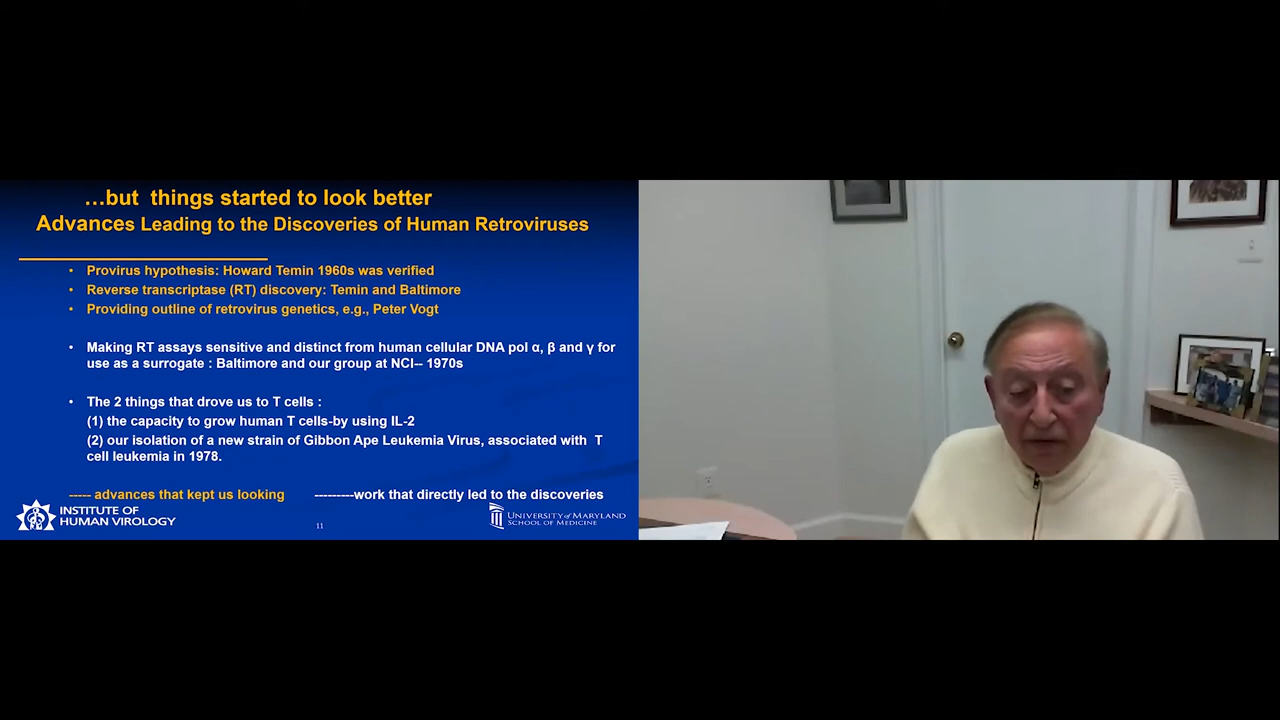 …but things started to look better
Advances Leading to the Discoveries of Human Retroviruses
• Provirus hypothesis: Howard Temin 1960s was verified
• Reverse transcriptase (RT) discovery: Temin and Baltimore
• Providing outline of retrovirus genetics, e.g., Peter Vogt
• Making RT assays sensitive and distinct from human cellular DNA pol α, β and γ for
use as a surrogate : Baltimore and our group at NCI-- 1970s
• The 2 things that drove us to T cells :
(1) the capacity to grow human T cells-by using IL-2
(2) our isolation of a new strain of Gibbon Ape Leukemia Virus, associated with T
cell leukemia in 1978.
----- advances that kept us looking ---------work that directly led to the discoveries
INSTITUTE OF
HUMAN VIROLOGY
11
UNIVERSITY of MARYLAND
SCHOOL OF MEDICINE